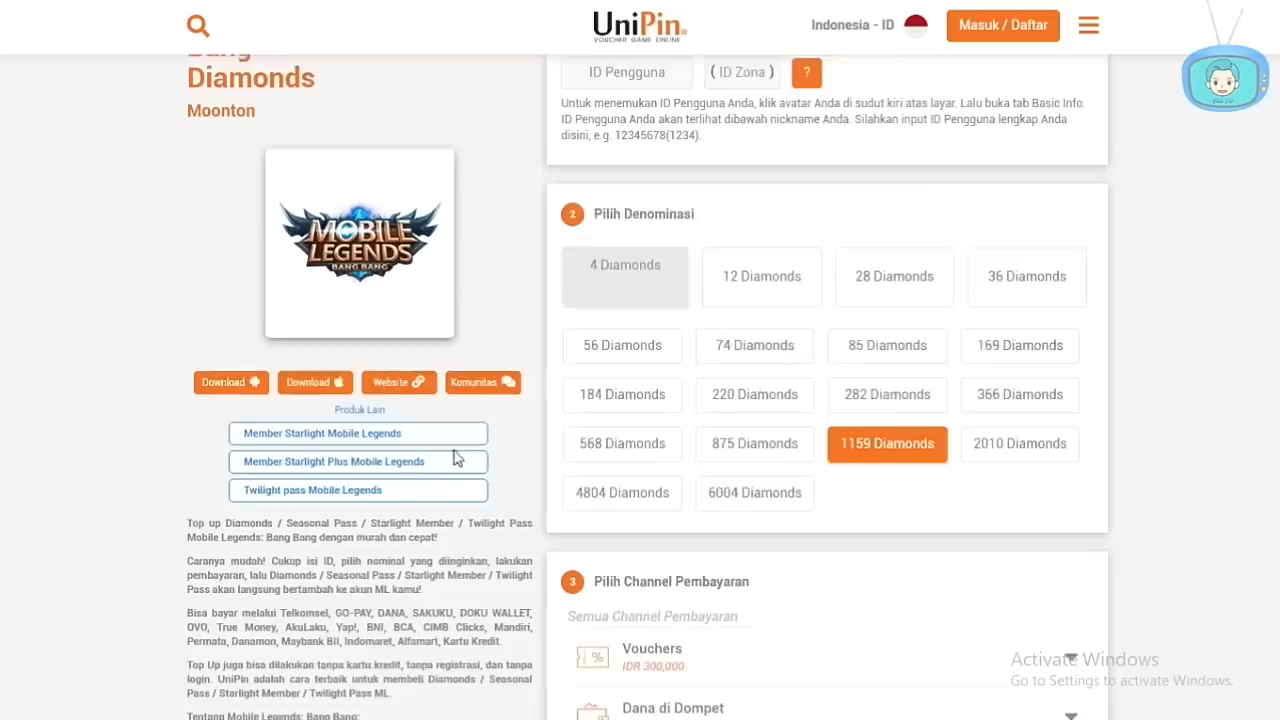 UniPin
VOUCHER GAME ONLINE
Indonesia - ID
Masuk / Daftar
Bang
Diamonds
Moonton
MOBILE
LEGENDS
BANG BANG
Download
Download
Website
Komunitas
Produk Lain
Member Starlight Mobile Legends
Member Starlight Plus Mobile Legends
Twilight pass Mobile Legends
Top up Diamonds / Seasonal Pass / Starlight Member / Twilight Pass
Mobile Legends: Bang Bang dengan murah dan cepat!
Caranya mudah! Cukup isi ID, pilih nominal yang diinginkan, lakukan
pembayaran, lalu Diamonds / Seasonal Pass / Starlight Member / Twilight
Pass akan langsung bertambah ke akun ML kamu!
Bisa bayar melalui Telkomsel, GO-PAY, DANA, SAKUKU, DOKU WALLET,
OVO, True Money, AkuLaku, Yap!, BNI, BCA, CIMB Clicks, Mandiri,
Permata, Danamon, Maybank BII, Indomaret, Alfamart, Kartu Kredit.
Top Up juga bisa dilakukan tanpa kartu kredit, tanpa registrasi, dan tanpa
login. UniPin adalah cara terbaik untuk membeli Diamonds / Seasonal
Pass / Starlight Member / Twilight Pass ML.
Tentang Mobile Legends: Bang Bang:
ID Pengguna
( ID Zona )
?
Untuk menemukan ID Pengguna Anda, klik avatar Anda di sudut kiri atas layar. Lalu buka tab Basic Info.
ID Pengguna Anda akan terlihat dibawah nickname Anda. Silahkan input ID Pengguna lengkap Anda
disini, e.g. 12345678(1234).
2 Pilih Denominasi
4 Diamonds
12 Diamonds
28 Diamonds
36 Diamonds
56 Diamonds
74 Diamonds
85 Diamonds
169 Diamonds
184 Diamonds
220 Diamonds
282 Diamonds
366 Diamonds
568 Diamonds
875 Diamonds
1159 Diamonds
2010 Diamonds
4804 Diamonds
6004 Diamonds
3 Pilih Channel Pembayaran
Semua Channel Pembayaran
Vouchers
IDR 300,000
Dana di Dompet
Activate Windows
Go to Settings to activate Windows.